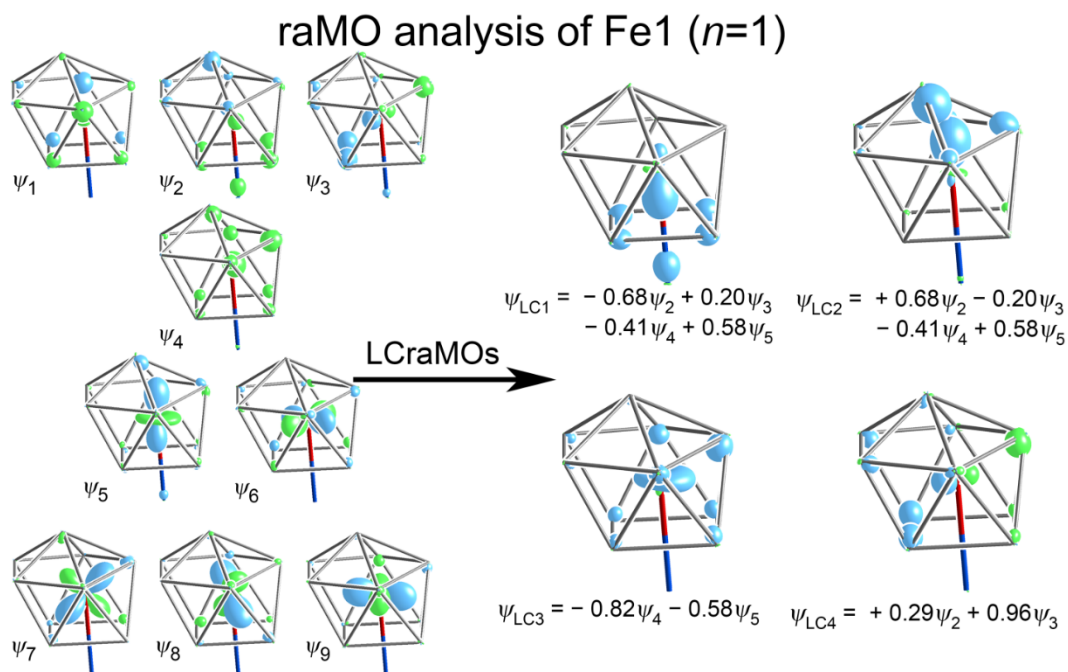 raMO analysis of Fe1 (n=1)
ψ1
ψ2
ψ3
ψ4
ψ5
ψ6
ψ7
ψ8
ψ9
LCraMOs
ψLC1 = − 0.68ψ2 + 0.20ψ3
− 0.41ψ4 + 0.58ψ5
ψLC2 = + 0.68ψ2 − 0.20ψ3
− 0.41ψ4 + 0.58ψ5
ψLC3 = − 0.82ψ4 − 0.58ψ5
ψLC4 = + 0.29ψ2 + 0.96ψ3